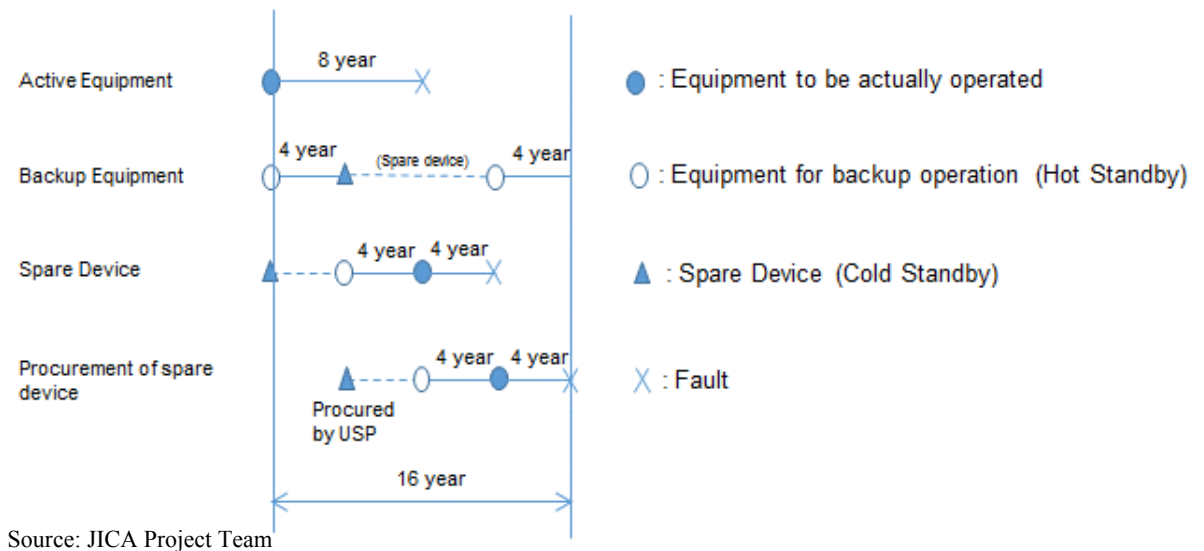 8 year
Active Equipment
: Equipment to be actually operated
4 year
(Spare device)
4 year
Backup Equipment
: Equipment for backup operation (Hot Standby)
4 year 4 year
Spare Device
: Spare Device (Cold Standby)
Procurement of spare
device
4 year 4 year
: Fault
Procured
by USP
16 year
Source: JICA Project Team